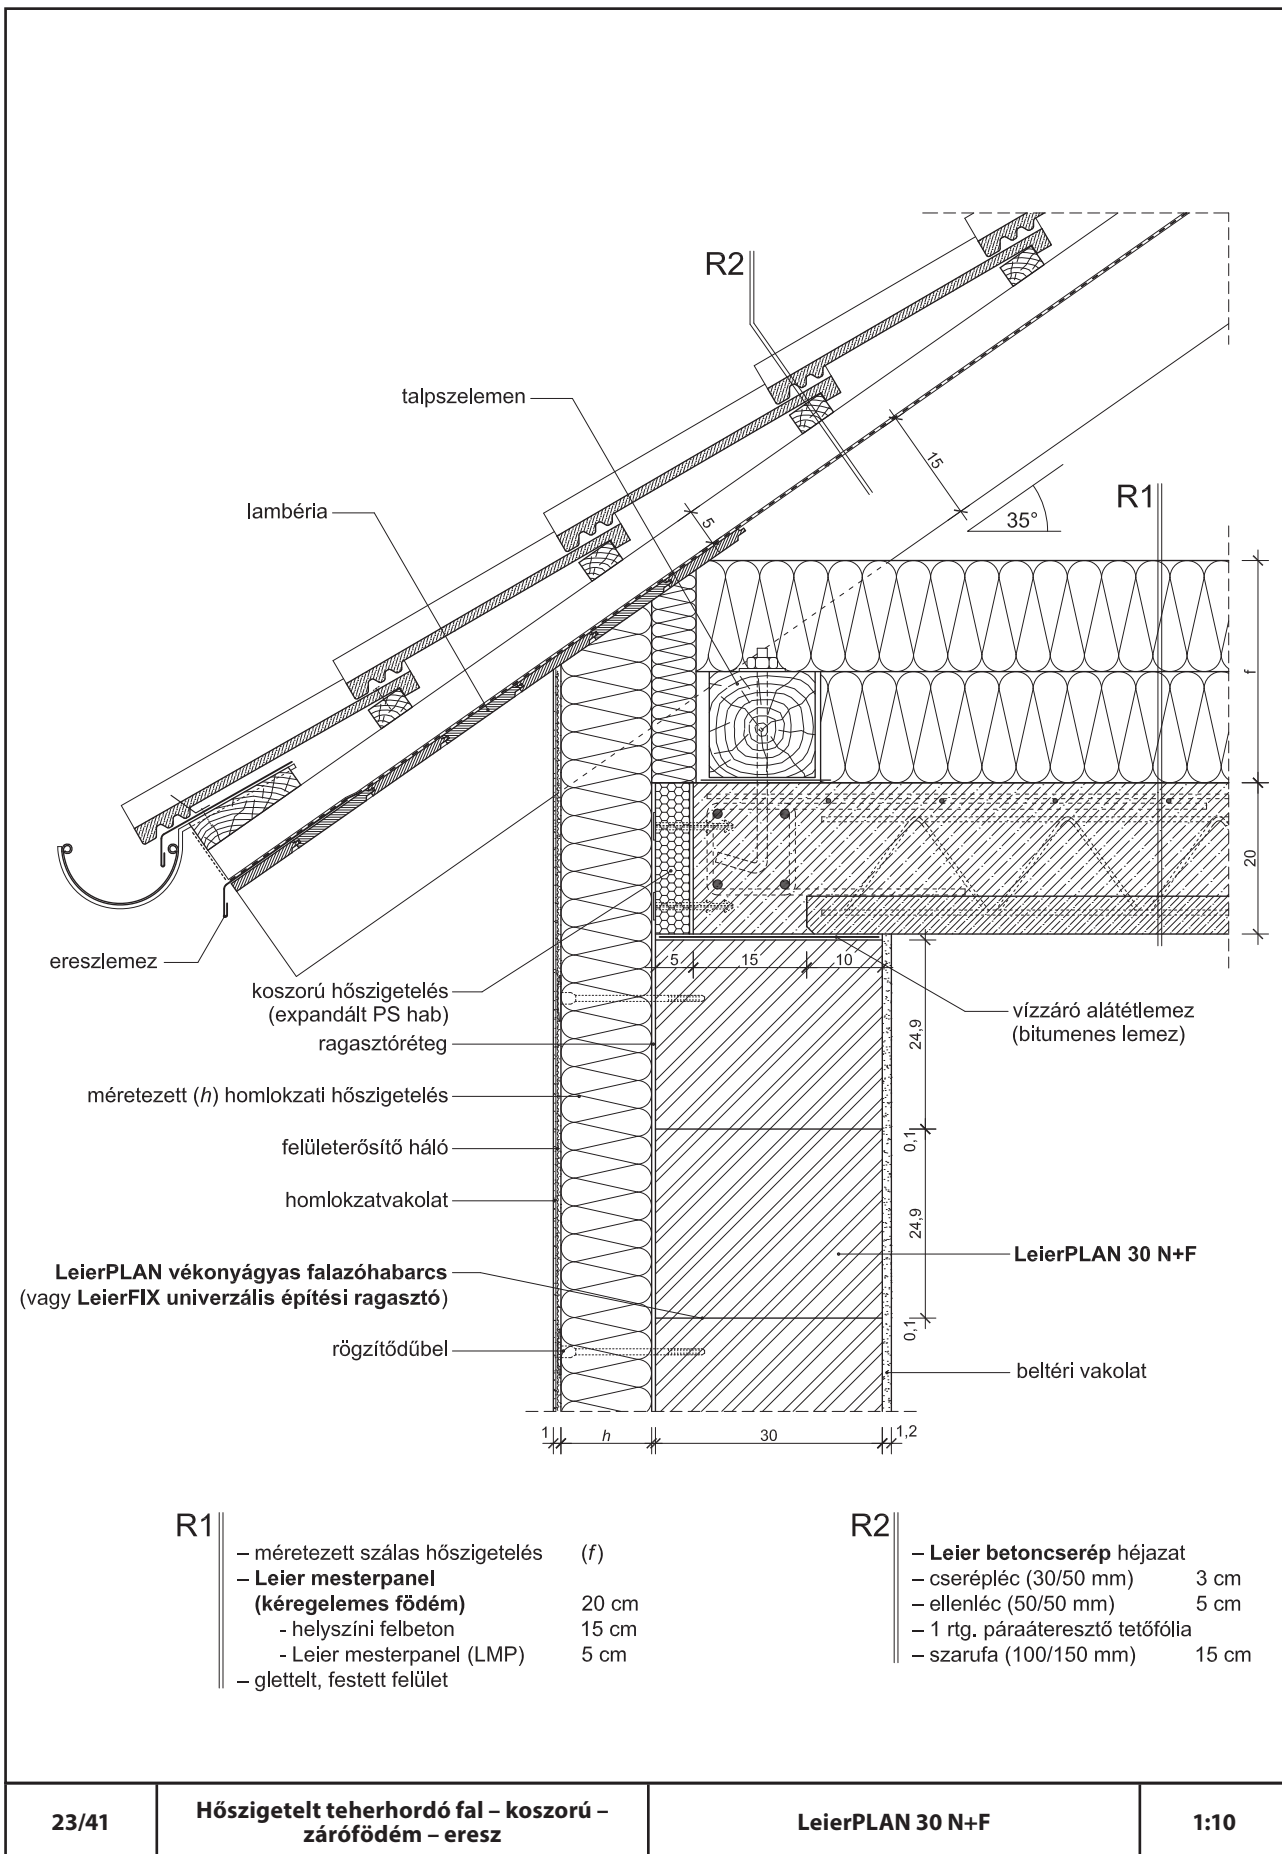 R2
talpszelemen
15
lambéria
R1
5
35°
f
20
ereszlemez
5
15
10
koszorú hőszigetelés
(expandált PS hab)
vízzáró alátétlemez
(bitumenes lemez)
ragasztóréteg
24,9
méretezett (h) homlokzati hőszigetelés
felületerősítő háló
0,1
homlokzatvakolat
24,9
LeierPLAN 30 N+F
LeierPLAN vékonyágyas falazóhabarcs
(vagy LeierFIX univerzális építési ragasztó)
0,1
rögzítődűbel
beltéri vakolat
1
h
30
1,2
R1
– méretezett szálas hőszigetelés (f)
– Leier mesterpanel
(kéregelemes födém) 20 cm
- helyszíni felbeton 15 cm
- Leier mesterpanel (LMP) 5 cm
– glettelt, festett felület
R2
– Leier betoncserép héjazat
– cserépléc (30/50 mm) 3 cm
– ellenléc (50/50 mm) 5 cm
– 1 rtg. páraáteresztő tetőfólia
– szarufa (100/150 mm) 15 cm
23/41
Hőszigetelt teherhordó fal – koszorú –
zárófödém – eresz
LeierPLAN 30 N+F
1:10